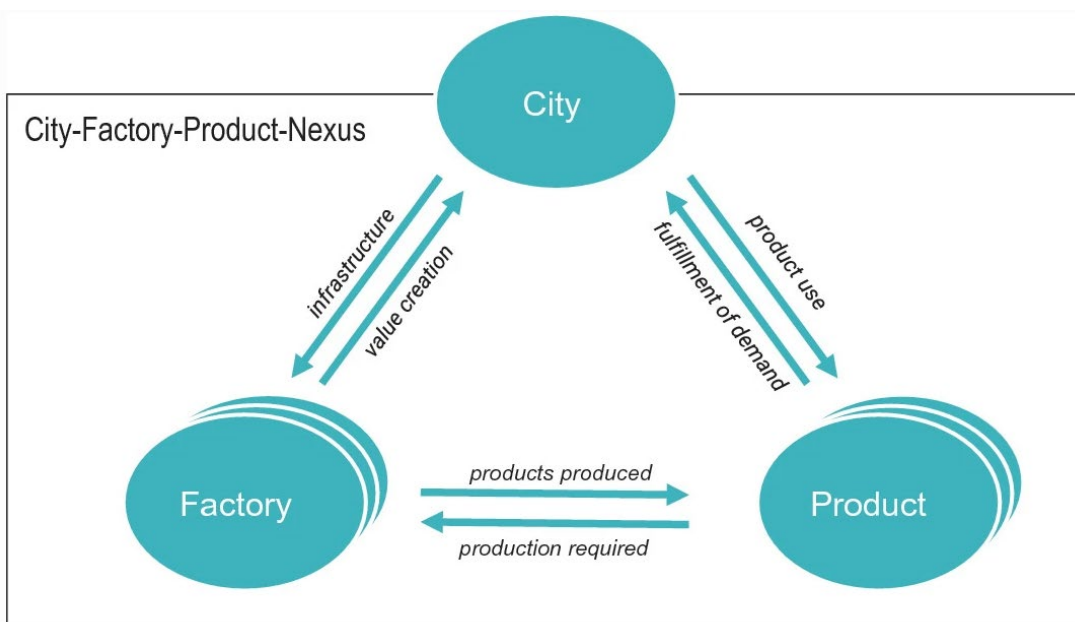 City
City-Factory-Product-Nexus
infrastructure
value creation
fulfillment of demand
product use
Factory
products produced
production required
Product